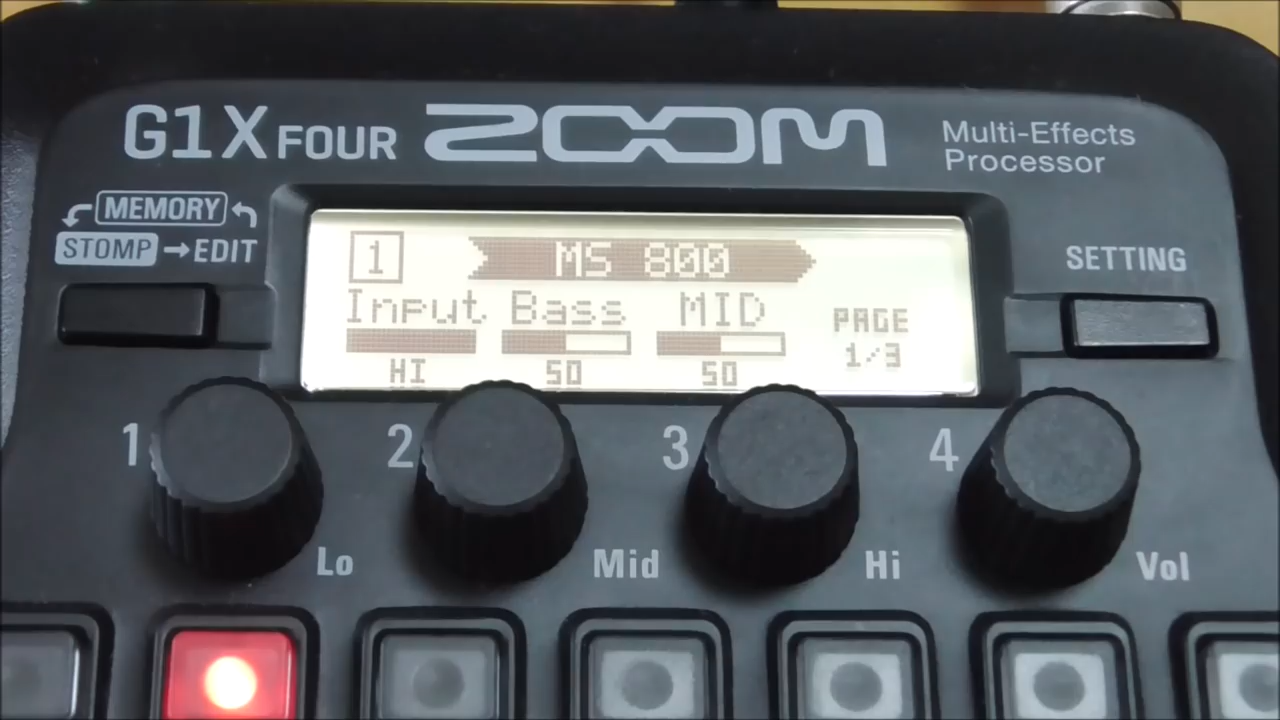 G1X FOUR ZOOM
Multi-Effects
Processor
MEMORY
STOMP → EDIT
SETTING
1 MS 800
Input Bass MID
PAGE
1/3
HI 50 50
1 2 3 4
Lo Mid Hi Vol